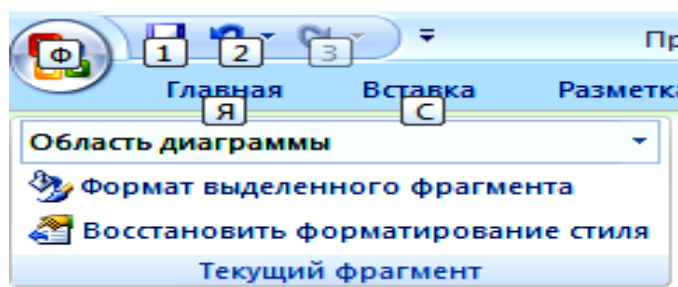 Ф 1 2 3 Пр
Главная Вставка Разметка
Я С
Область диаграммы
Формат выделенного фрагмента
Восстановить форматирование стиля
Текущий фрагмент